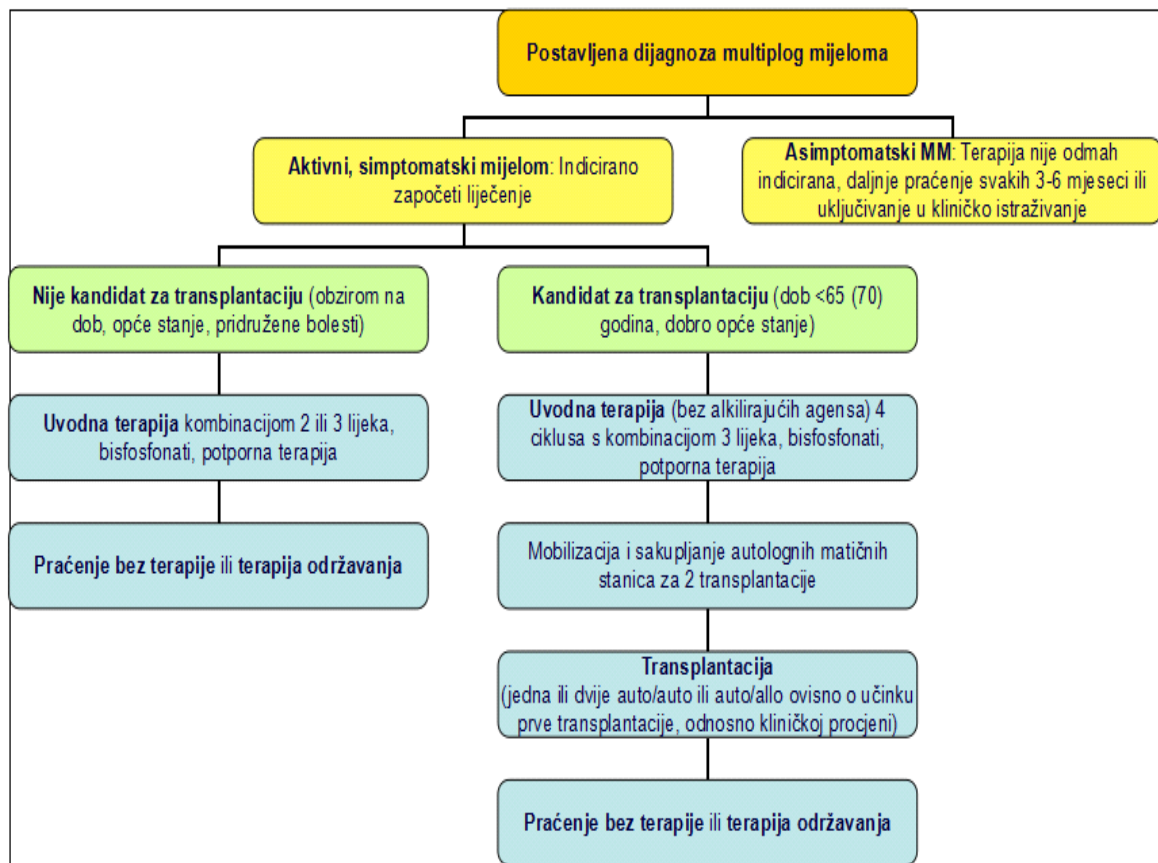 Postavljena dijagnoza multiplog mijeloma
Aktivni, simptomatski mijelom: Indicirano
započeti liječenje
Asimptomatski MM: Terapija nije odmah
indicirana, daljnje praćenje svakih 3-6 mjeseci ili
uključivanje u kliničko istraživanje
Nije kandidat za transplantaciju (obzirom na
dob, opće stanje, pridružene bolesti)
Kandidat za transplantaciju (dob <65 (70)
godina, dobro opće stanje)
Uvodna terapija kombinacijom 2 ili 3 lijeka,
bisfosfonati, potporna terapija
Uvodna terapija (bez alkilirajućih agensa) 4
ciklusa s kombinacijom 3 lijeka, bisfosfonati,
potporna terapija
Praćenje bez terapije ili terapija održavanja
Mobilizacija i sakupljanje autolognih matičnih
stanica za 2 transplantacije
Transplantacija
(jedna ili dvije auto/auto ili auto/allo ovisno o učinku
prve transplantacije, odnosno kliničkoj procjeni)
Praćenje bez terapije ili terapija održavanja